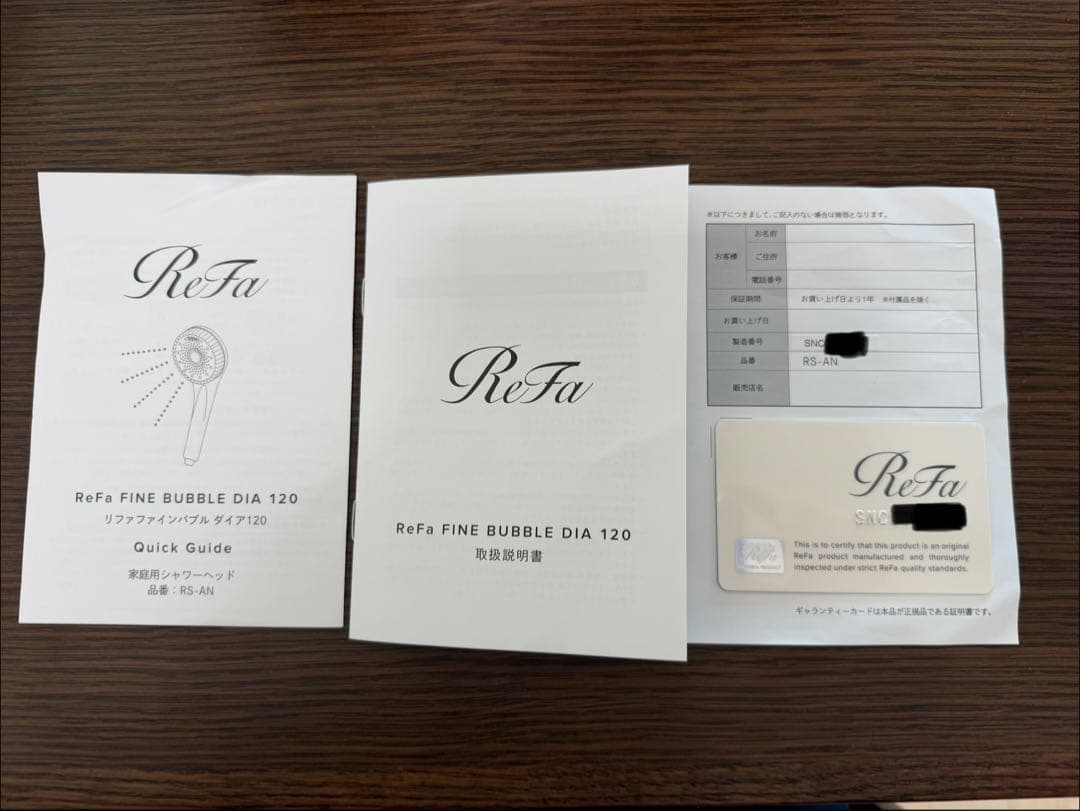 ReFa
ReFa FINE BUBBLE DIA 120
リファファインバブル ダイア120
Quick Guide
家庭用シャワーヘッド
品番：RS-AN
ReFa
ReFa FINE BUBBLE DIA 120
取扱説明書
※以下につきまして、ご記入のない場合は無効となります。
お客様
お名前
ご住所
電話番号
保証期間 お買い上げ日より1年 ※付属品を除く
お買い上げ日
製造番号 SNC
品番 RS-AN
販売店名
ReFa
SNC
This is to certify that this product is an original
ReFa product manufactured and thoroughly
inspected under strict ReFa quality standards.
ギャランティーカードは本品が正規品である証明書です。